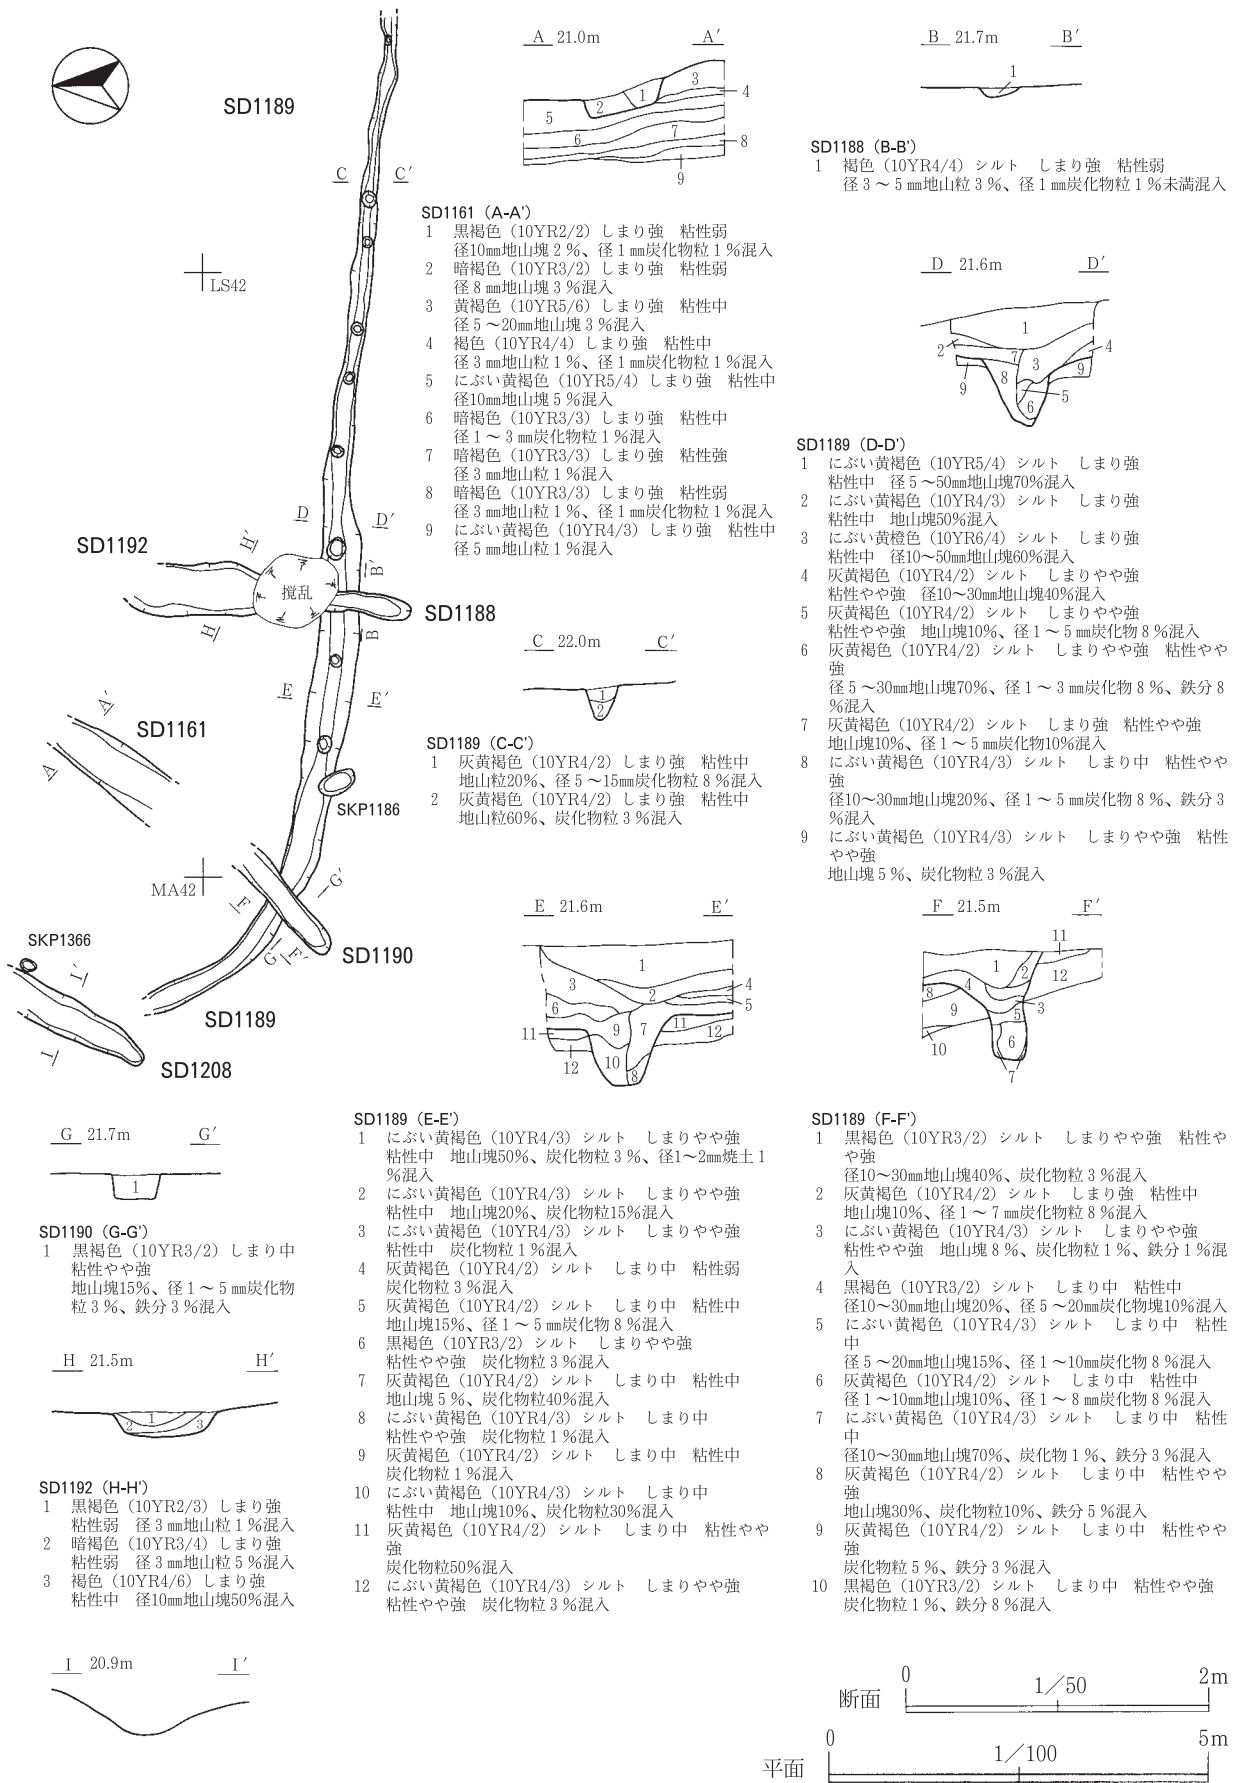 SD1189
C
C′
LS42
D
D′
H′
SD1192
H
撹乱
B′
B
SD1188
E
E′
A′
A
SD1161
SKP1186
MA42
G′
F
G
F′
SD1190
SKP1366
I′
I
SD1189
SD1208
A 21.0m A′
1
2
3
4
5
6
7
8
9
SD1161（A-A'）
1 黒褐色（10YR2/2）しまり強 粘性弱
径10㎜地山塊２％、径１㎜炭化物粒１％混入
2 暗褐色（10YR3/2）しまり強 粘性弱
径８㎜地山塊３％混入
3 黄褐色（10YR5/6）しまり強 粘性中
径５～20㎜地山塊３％混入
4 褐色（10YR4/4）しまり強 粘性中
径３㎜地山粒１％、径１㎜炭化物粒１％混入
5 にぶい黄褐色（10YR5/4）しまり強 粘性中
径10㎜地山塊５％混入
6 暗褐色（10YR3/3）しまり強 粘性中
径１～３㎜炭化物粒１％混入
7 暗褐色（10YR3/3）しまり強 粘性強
径３㎜地山粒１％混入
8 暗褐色（10YR3/3）しまり強 粘性弱
径３㎜地山粒１％、径１㎜炭化物粒１％混入
9 にぶい黄褐色（10YR4/3）しまり強 粘性中
径５㎜地山粒１％混入
B 21.7m B′
1
SD1188（B-B'）
1 褐色（10YR4/4）シルト しまり強 粘性弱
径３～５㎜地山粒３％、径１㎜炭化物粒１％未満混入
C 22.0m C′
1
2
SD1189（C-C'）
1 灰黄褐色（10YR4/2）しまり強 粘性中
地山粒20％、径５～15㎜炭化物粒８％混入
2 灰黄褐色（10YR4/2）しまり強 粘性中
地山粒60％、炭化物粒３％混入
D 21.6m D′
1
2
7
3
4
9
8
5
9
6
SD1189（D-D'）
1 にぶい黄褐色（10YR5/4）シルト しまり強
粘性中 径５～50㎜地山塊70％混入
2 にぶい黄褐色（10YR4/3）シルト しまり強
粘性中 地山塊50％混入
3 にぶい黄橙色（10YR6/4）シルト しまり強
粘性中 径10～50㎜地山塊60％混入
4 灰黄褐色（10YR4/2）シルト しまりやや強
粘性やや強 径10～30㎜地山塊40％混入
5 灰黄褐色（10YR4/2）シルト しまりやや強
粘性やや強 地山塊10％、径１～５㎜炭化物８％混入
6 灰黄褐色（10YR4/2）シルト しまりやや強 粘性やや
強
径５～30㎜地山塊70％、径１～３㎜炭化物８％、鉄分８
％混入
7 灰黄褐色（10YR4/2）シルト しまり強 粘性やや強
地山塊10％、径１～５㎜炭化物10％混入
8 にぶい黄褐色（10YR4/3）シルト しまり中 粘性やや
強
径10～30㎜地山塊20％、径１～５㎜炭化物８％、鉄分３
％混入
9 にぶい黄褐色（10YR4/3）シルト しまりやや強 粘性
やや強
地山塊５％、炭化物粒３％混入
E 21.6m E′
1
3
2
4
5
6
9
7
11
12
11
12
10
8
SD1189（E-E'）
1 にぶい黄褐色（10YR4/3）シルト しまりやや強
粘性中 地山塊50％、炭化物粒３％、径1～2㎜焼土１
％混入
2 にぶい黄褐色（10YR4/3）シルト しまりやや強
粘性中 地山塊20％、炭化物粒15％混入
3 にぶい黄褐色（10YR4/3）シルト しまりやや強
粘性中 炭化物粒１％混入
4 灰黄褐色（10YR4/2）シルト しまり中 粘性弱
炭化物粒３％混入
5 灰黄褐色（10YR4/2）シルト しまり中 粘性中
地山塊15％、径１～５㎜炭化物８％混入
6 黒褐色（10YR3/2）シルト しまりやや強
粘性やや強 炭化物粒３％混入
7 灰黄褐色（10YR4/2）シルト しまり中 粘性中
地山塊５％、炭化物粒40％混入
8 にぶい黄褐色（10YR4/3）シルト しまり中
粘性やや強 炭化物粒１％混入
9 灰黄褐色（10YR4/2）シルト しまり中 粘性中
炭化物粒１％混入
10 にぶい黄褐色（10YR4/3）シルト しまり中
粘性中 地山塊10％、炭化物粒30％混入
11 灰黄褐色（10YR4/2）シルト しまり中 粘性やや
強
炭化物粒50％混入
12 にぶい黄褐色（10YR4/3）シルト しまりやや強
粘性やや強 炭化物粒３％混入
F 21.5m F′
11
1
2
12
8
4
3
9
5
10
6
7
SD1189（F-F'）
1 黒褐色（10YR3/2）シルト しまりやや強 粘性や
や強
径10～30㎜地山塊40％、炭化物粒３％混入
2 灰黄褐色（10YR4/2）シルト しまり強 粘性中
地山塊10％、径１～７㎜炭化物粒８％混入
3 にぶい黄褐色（10YR4/3）シルト しまりやや強
粘性やや強 地山塊８％、炭化物粒１％、鉄分１％混
入
4 黒褐色（10YR3/2）シルト しまり中 粘性中
径10～30㎜地山塊20％、径５～20㎜炭化物塊10％混入
5 にぶい黄褐色（10YR4/3）シルト しまり中 粘性
中
径５～20㎜地山塊15％、径１～10㎜炭化物８％混入
6 灰黄褐色（10YR4/2）シルト しまり中 粘性中
径１～10㎜地山塊10％、径１～８㎜炭化物８％混入
7 にぶい黄褐色（10YR4/3）シルト しまり中 粘性
中
径10～30㎜地山塊70％、炭化物１％、鉄分３％混入
8 灰黄褐色（10YR4/2）シルト しまり中 粘性やや
強
地山塊30％、炭化物粒10％、鉄分５％混入
9 灰黄褐色（10YR4/2）シルト しまり中 粘性やや
強
炭化物粒５％、鉄分３％混入
10 黒褐色（10YR3/2）シルト しまり中 粘性やや強
炭化物粒１％、鉄分８％混入
G 21.7m G′
1
SD1190（G-G'）
1 黒褐色（10YR3/2）しまり中
粘性やや強
地山塊15％、径１～５㎜炭化物
粒３％、鉄分３％混入
H 21.5m H′
1
2
3
SD1192（H-H'）
1 黒褐色（10YR2/3）しまり強
粘性弱 径３㎜地山粒１％混入
2 暗褐色（10YR3/4）しまり強
粘性弱 径３㎜地山粒５％混入
3 褐色（10YR4/6）しまり強
粘性中 径10㎜地山塊50％混入
I 20.9m I′
断面 0 1／50 2m
平面 0 1／100 5m